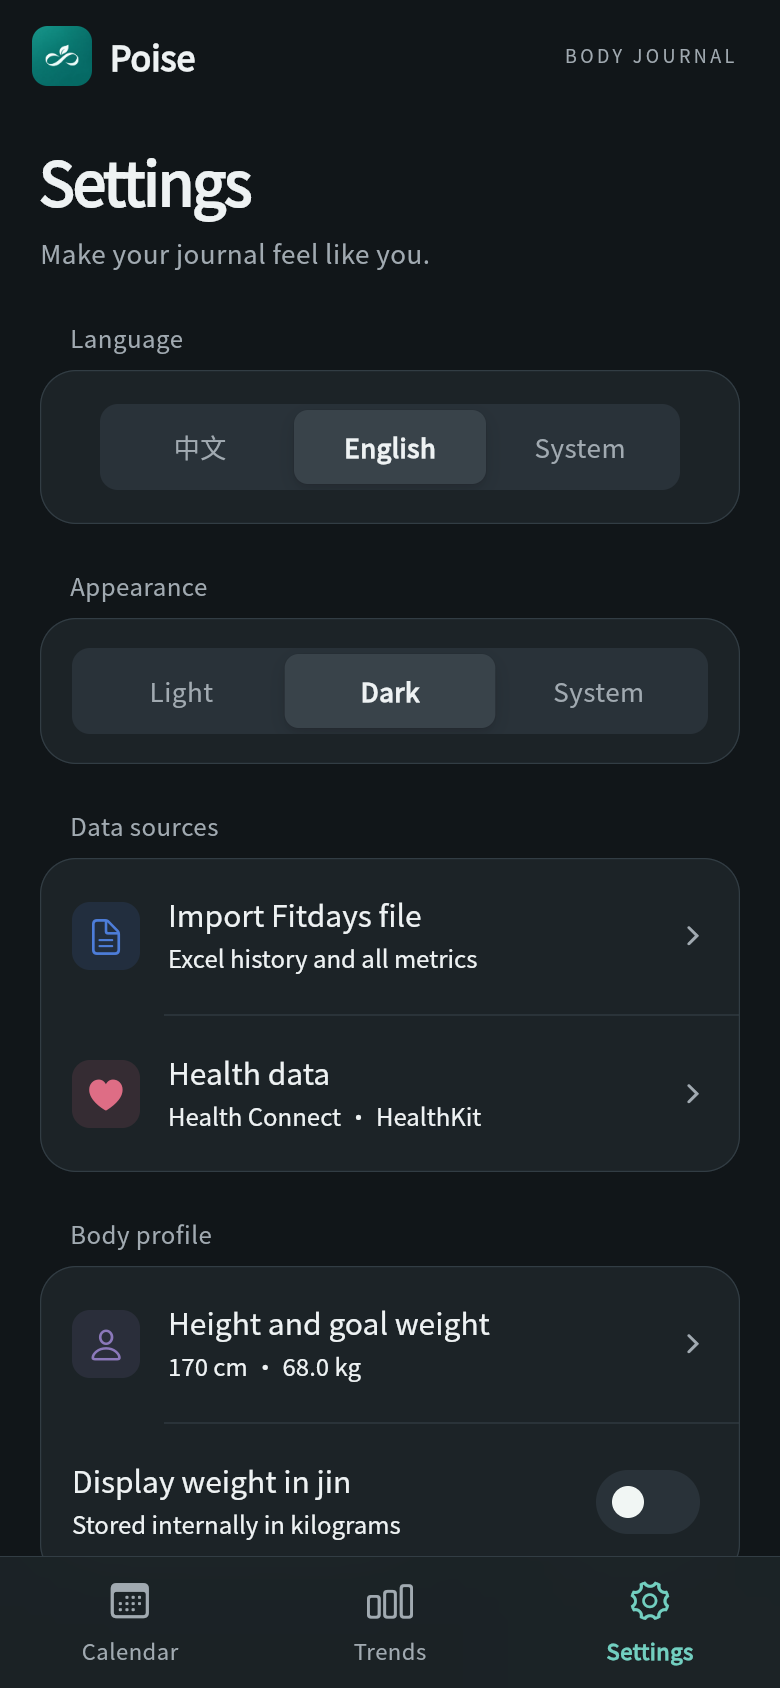 Poise
BODY JOURNAL
Settings
Make your journal feel like you.
Language
中文
English
System
Appearance
Light
Dark
System
Data sources
Import Fitdays file
Excel history and all metrics
Health data
Health Connect • HealthKit
Body profile
Height and goal weight
170 cm • 68.0 kg
Display weight in jin
Stored internally in kilograms
Calendar
Trends
Settings